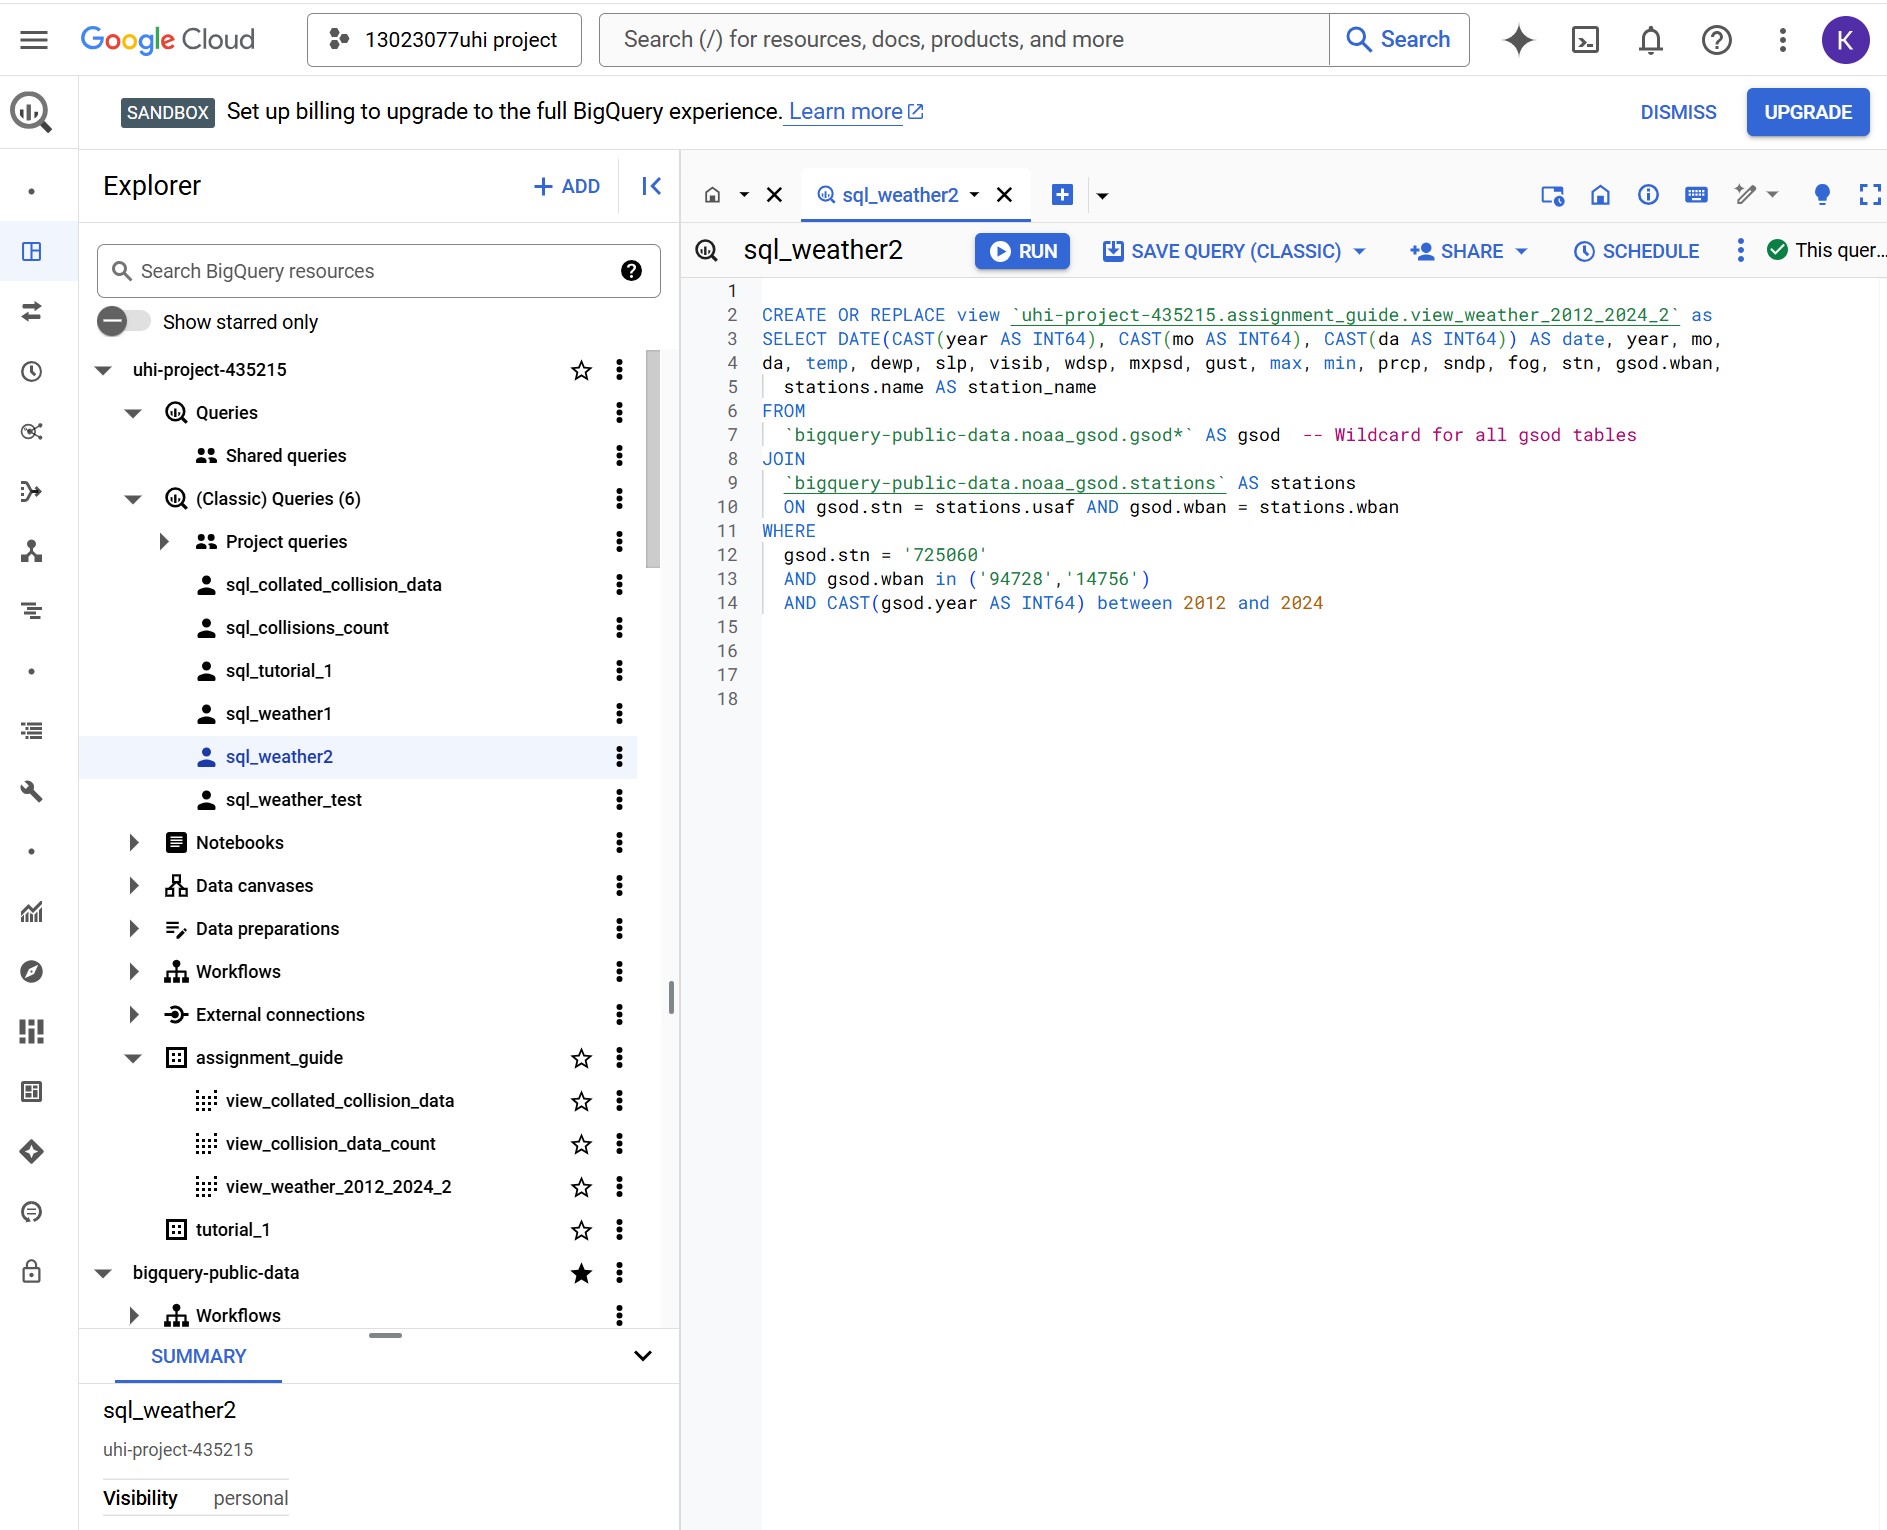 Google Cloud
13023077uhi project
Search (/) for resources, docs, products, and more
Search
K
SANDBOX Set up billing to upgrade to the full BigQuery experience. Learn more
DISMISS
UPGRADE
Explorer
+ ADD
Search BigQuery resources
Show starred only
uhi-project-435215
Queries
Shared queries
(Classic) Queries (6)
Project queries
sql_collated_collision_data
sql_collisions_count
sql_tutorial_1
sql_weather1
sql_weather2
sql_weather_test
Notebooks
Data canvases
Data preparations
Workflows
External connections
assignment_guide
view_collated_collision_data
view_collision_data_count
view_weather_2012_2024_2
tutorial_1
bigquery-public-data
Workflows
SUMMARY
sql_weather2
uhi-project-435215
Visibility personal
sql_weather2
sql_weather2
RUN
SAVE QUERY (CLASSIC)
SHARE
SCHEDULE
This quer...
1
2 CREATE OR REPLACE view `uhi-project-435215.assignment_guide.view_weather_2012_2024_2` as
3 SELECT DATE(CAST(year AS INT64), CAST(mo AS INT64), CAST(da AS INT64)) AS date, year, mo,
4 da, temp, dewp, slp, visib, wdsp, mxpsd, gust, max, min, prcp, sndp, fog, stn, gsod.wban,
5 stations.name AS station_name
6 FROM
7 `bigquery-public-data.noaa_gsod.gsod*` AS gsod -- Wildcard for all gsod tables
8 JOIN
9 `bigquery-public-data.noaa_gsod.stations` AS stations
10 ON gsod.stn = stations.usaf AND gsod.wban = stations.wban
11 WHERE
12 gsod.stn = '725060'
13 AND gsod.wban in ('94728','14756')
14 AND CAST(gsod.year AS INT64) between 2012 and 2024
15
16
17
18